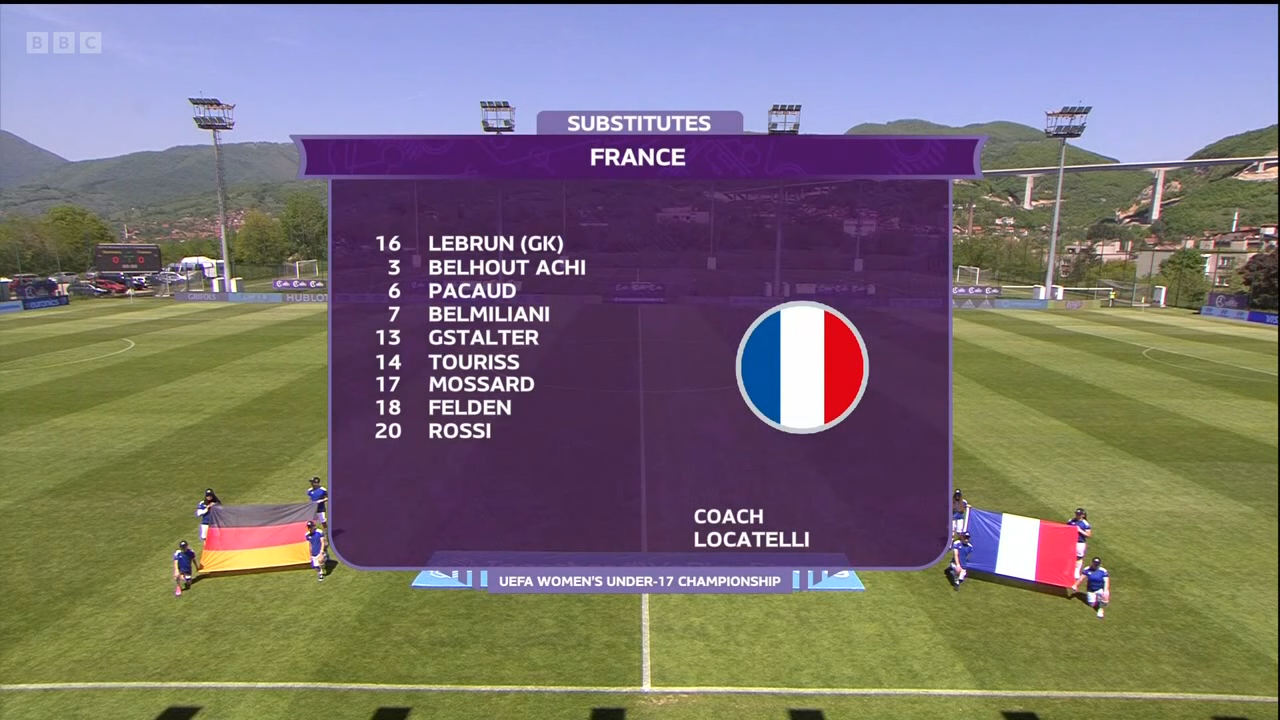 BBC
SUBSTITUTES
FRANCE
16 LEBRUN (GK)
3 BELHOUT ACHI
6 PACAUD
7 BELMILIANI
13 GSTALTER
14 TOURISS
17 MOSSARD
18 FELDEN
20 ROSSI
COACH
LOCATELLI
UEFA WOMEN'S UNDER-17 CHAMPIONSHIP
HUBLOT